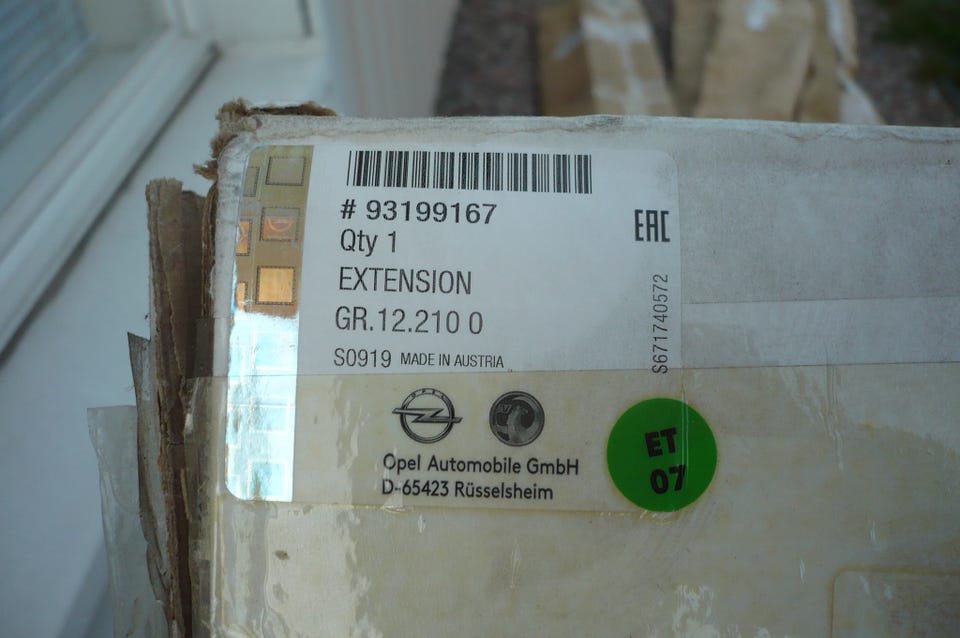 # 93199167
Qty 1
EAC
EXTENSION
GR.12.210 0
S0919 MADE IN AUSTRIA
S671740572
OPEL
Opel Automobile GmbH
D-65423 Rüsselsheim
ET
07